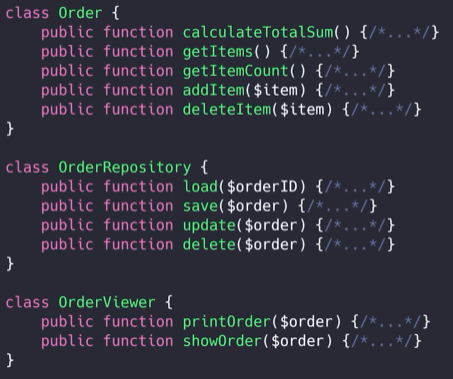 class Order {
    public function calculateTotalSum() {/*...*/}
    public function getItems() {/*...*/}
    public function getItemCount() {/*...*/}
    public function addItem($item) {/*...*/}
    public function deleteItem($item) {/*...*/}
}

class OrderRepository {
    public function load($orderID) {/*...*/}
    public function save($order) {/*...*/}
    public function update($order) {/*...*/}
    public function delete($order) {/*...*/}
}

class OrderViewer {
    public function printOrder($order) {/*...*/}
    public function showOrder($order) {/*...*/}
}